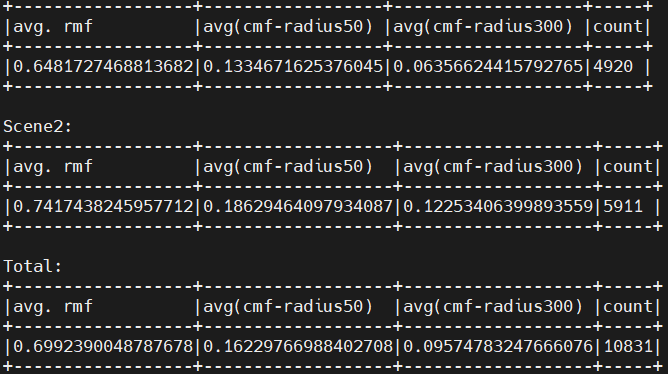 +------------------+-------------------+-------------------+-----+
|avg. rmf          |avg(cmf-radius50)  |avg(cmf-radius300) |count|
+------------------+-------------------+-------------------+-----+
|0.6481727468813682|0.1334671625376045|0.06356624415792765|4920 |
+------------------+-------------------+-------------------+-----+
Scene2:
+------------------+-------------------+-------------------+-----+
|avg. rmf          |avg(cmf-radius50)  |avg(cmf-radius300) |count|
+------------------+-------------------+-------------------+-----+
|0.7417438245957712|0.18629464097934087|0.12253406399893559|5911 |
+------------------+-------------------+-------------------+-----+
Total:
+------------------+-------------------+-------------------+-----+
|avg. rmf          |avg(cmf-radius50)  |avg(cmf-radius300) |count|
+------------------+-------------------+-------------------+-----+
|0.6992390048787678|0.16229766988402708|0.09574783247666076|10831|
+------------------+-------------------+-------------------+-----+